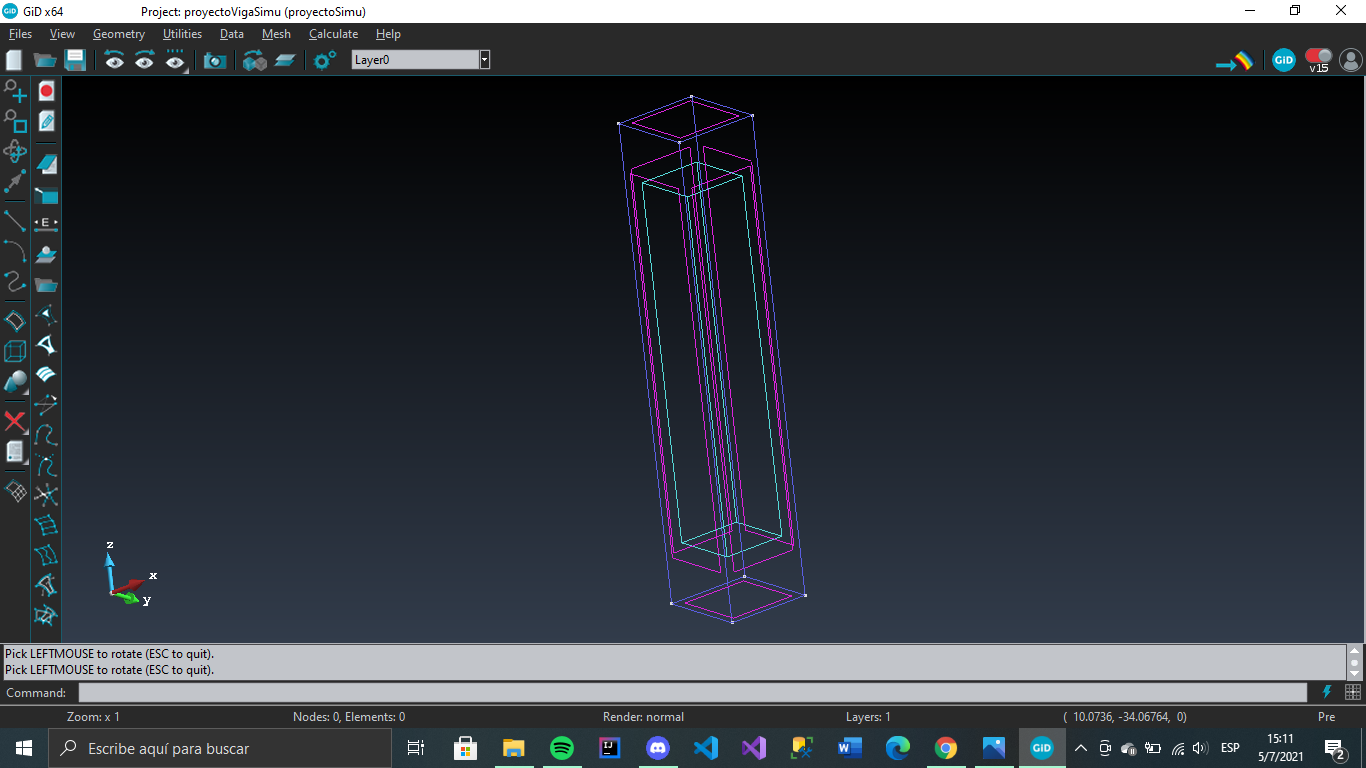 GiD x64 Project: proyectoVigaSimu (proyectoSimu)
Files View Geometry Utilities Data Mesh Calculate Help
Layer0
GiD
v15
E
z
x
y
Pick LEFTMOUSE to rotate (ESC to quit).
Pick LEFTMOUSE to rotate (ESC to quit).
Command:
Zoom: x 1 Nodes: 0, Elements: 0 Render: normal Layers: 1 ( 10.0736, -34.06764, 0) Pre
Escribe aquí para buscar
IJ
W
GiD
ESP
15:11
5/7/2021
2